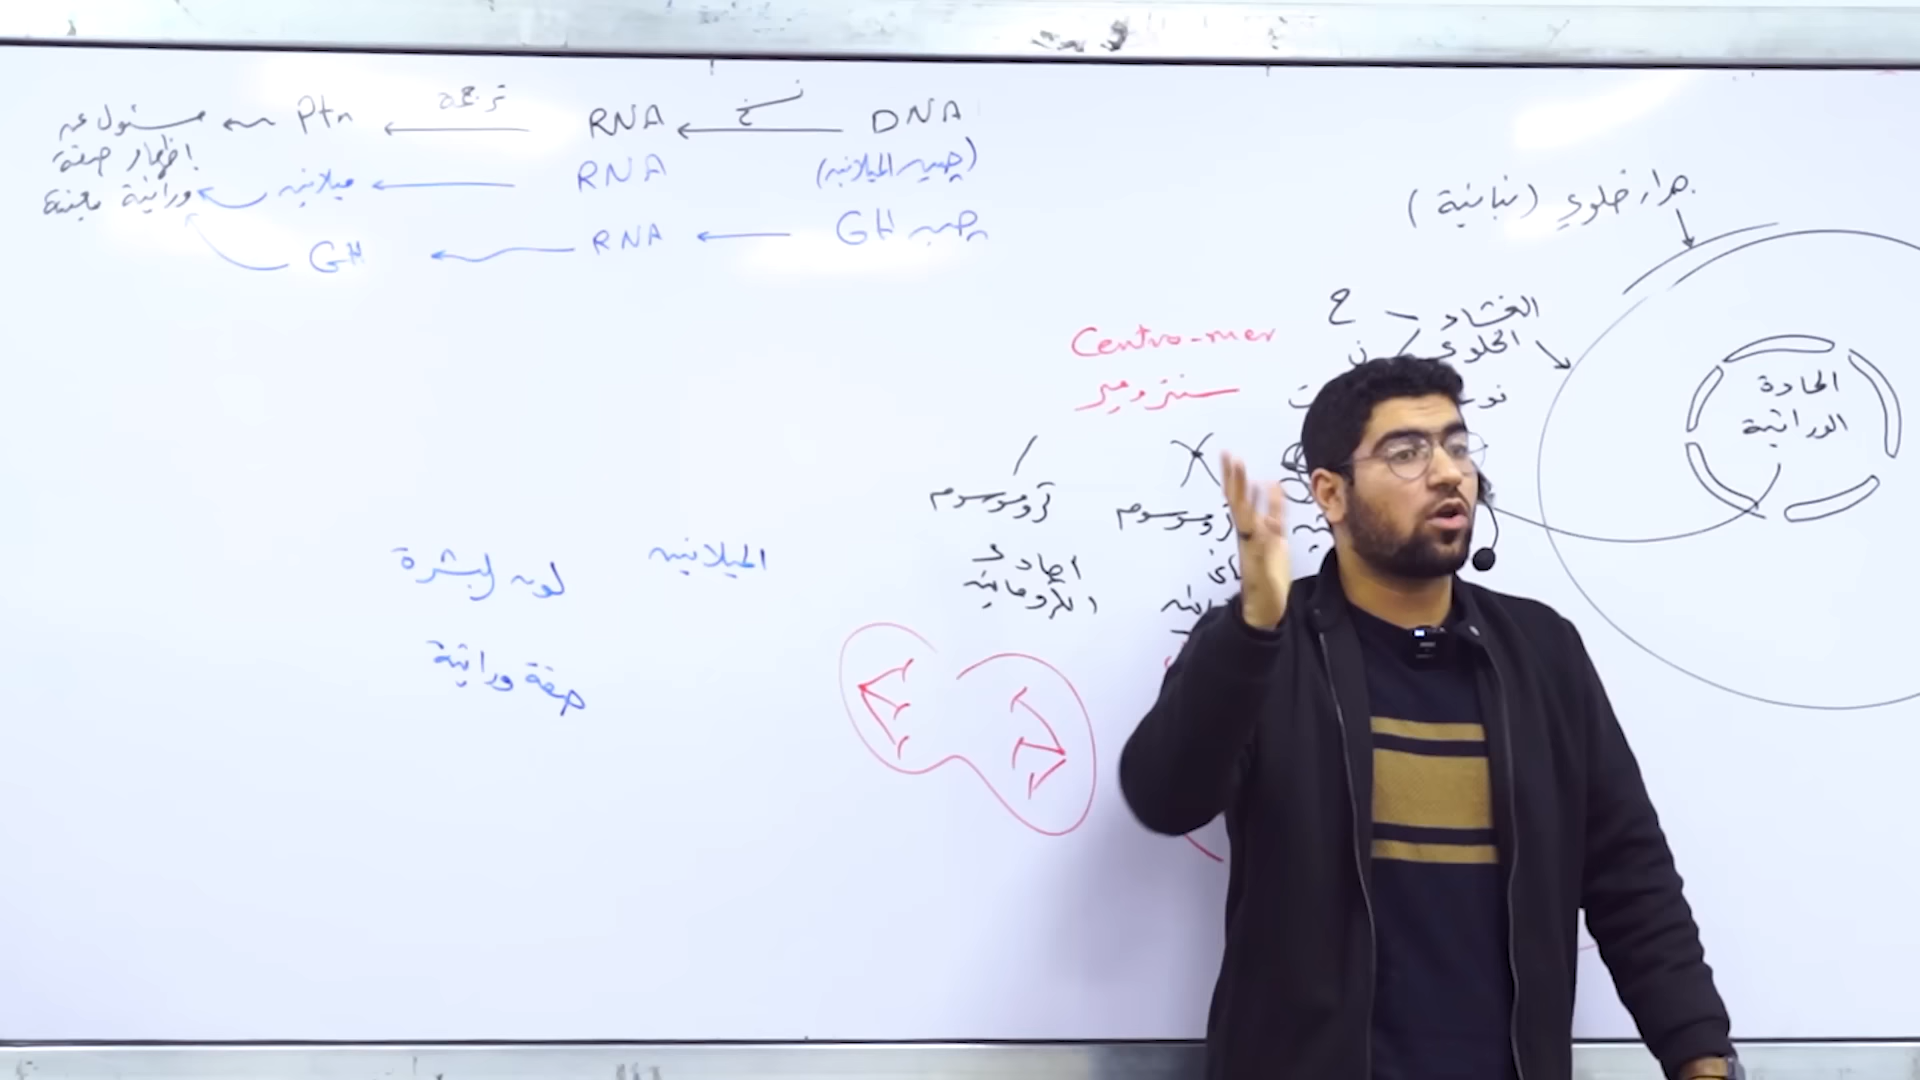 DNA ← نسخ RNA ← ترجمة Ptn ← مسئول عن
إظهار صفة
وراثية معينة
(جين الميلانين) RNA ← ميلانين
جين GH ← RNA ← GH
جدار خلوي (نباتية)
الغشاء
الخلوي
ح
ن
المادة
الوراثية
Centro-mer
سنترومير
كروموسوم
كروموسوم
احادى
الكروماتيد
الميلانين
لون البشرة
صفة وراثية